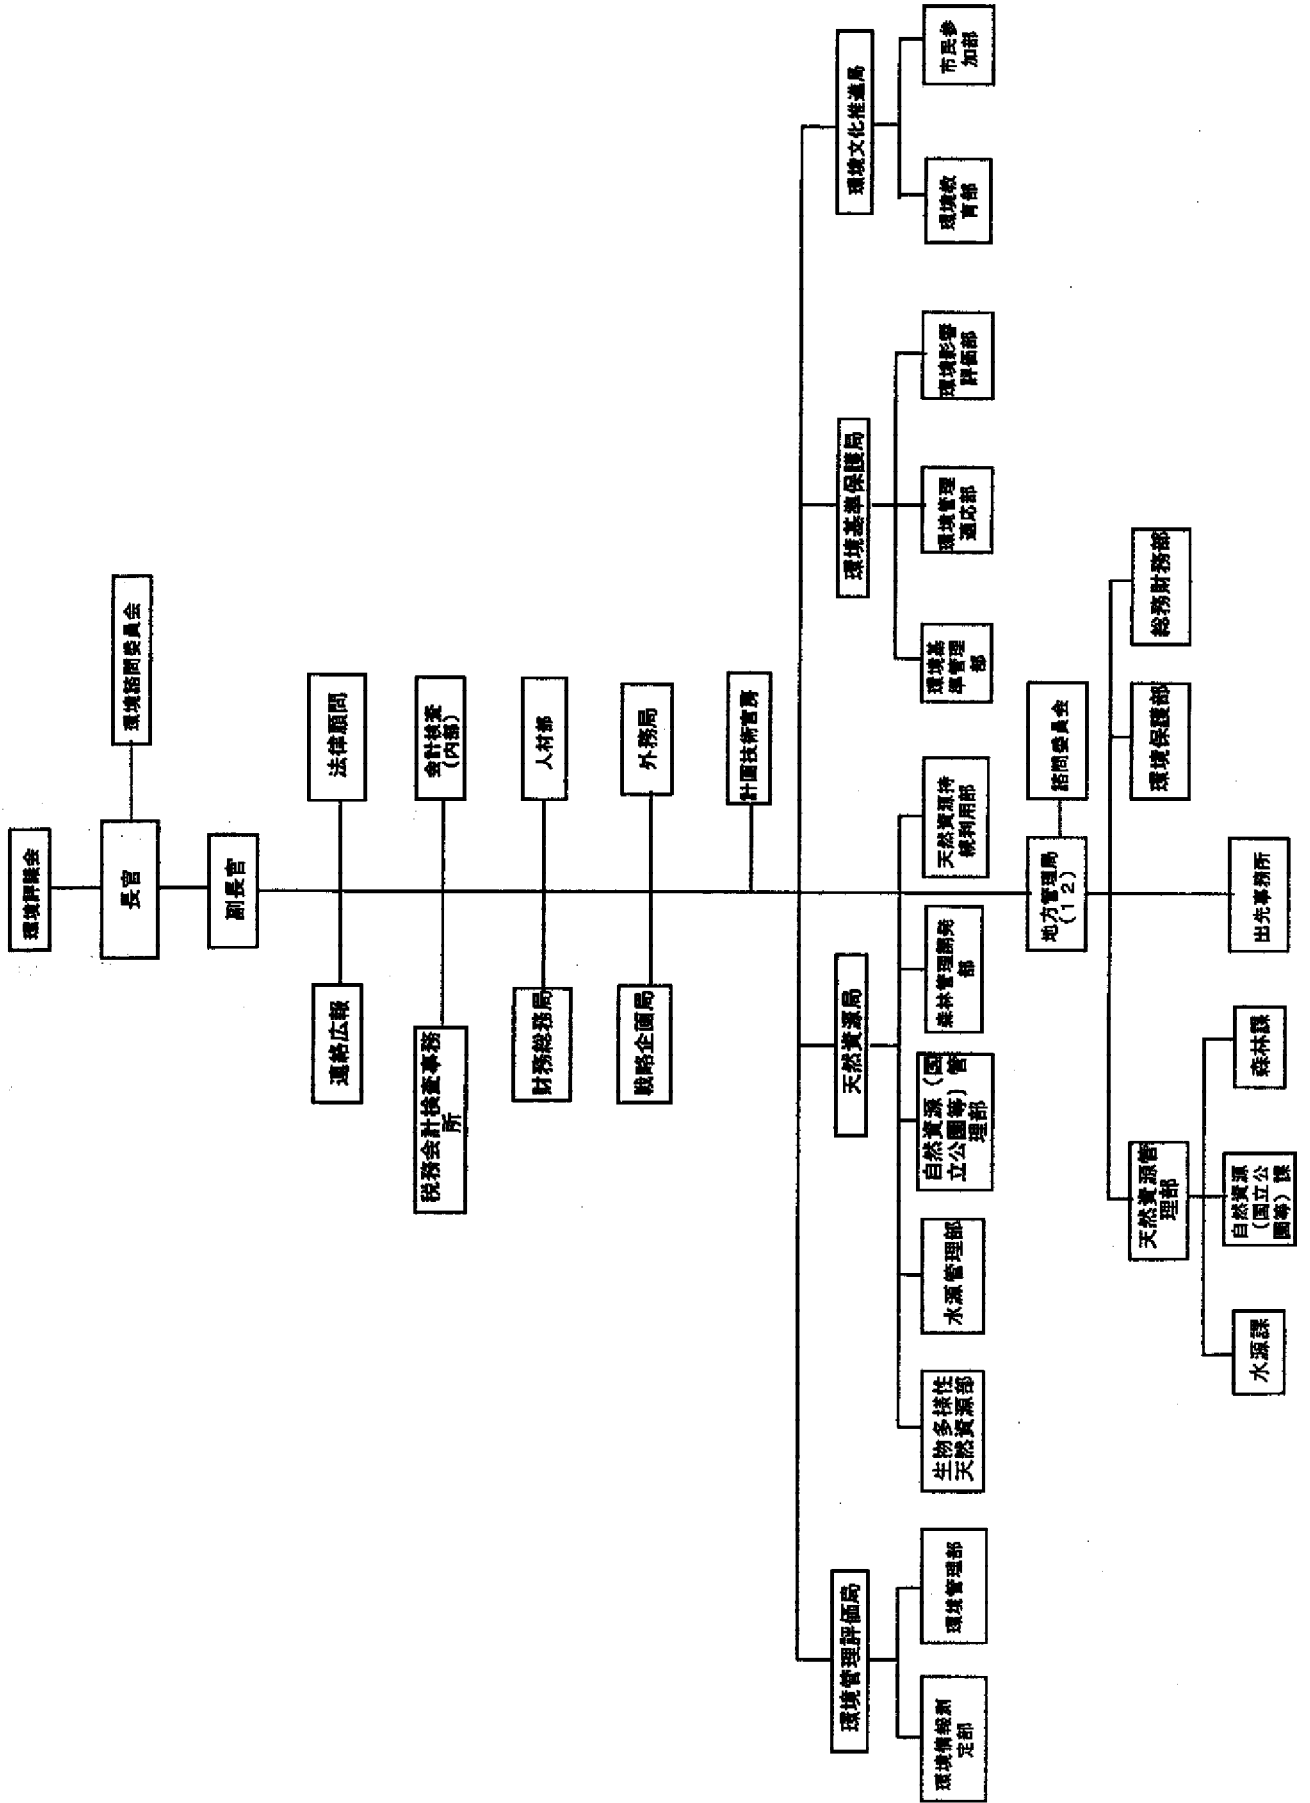 環境評議会
長官
環境諮問委員会
副長官
連絡広報
法律顧問
税務会計検査事務
所
会計検査
(内部)
財務総務局
人材部
戦略企画局
外務局
計画技術官房
環境管理評価局
天然資源局
環境基準保護局
環境文化推進局
環境情報測
定部
環境管理部
生物多様性
天然資源部
水源管理部
自然資源(国
立公園等)管
理部
森林管理開発
部
天然資源持
続利用部
環境基
準管理
部
環境管理
適応部
環境影響
評価部
環境教
育部
市民参
加部
地方管理局
(12)
諮問委員会
天然資源管
理部
環境保護部
総務財務部
水源課
自然資源
(国立公
園等)課
森林課
出先事務所